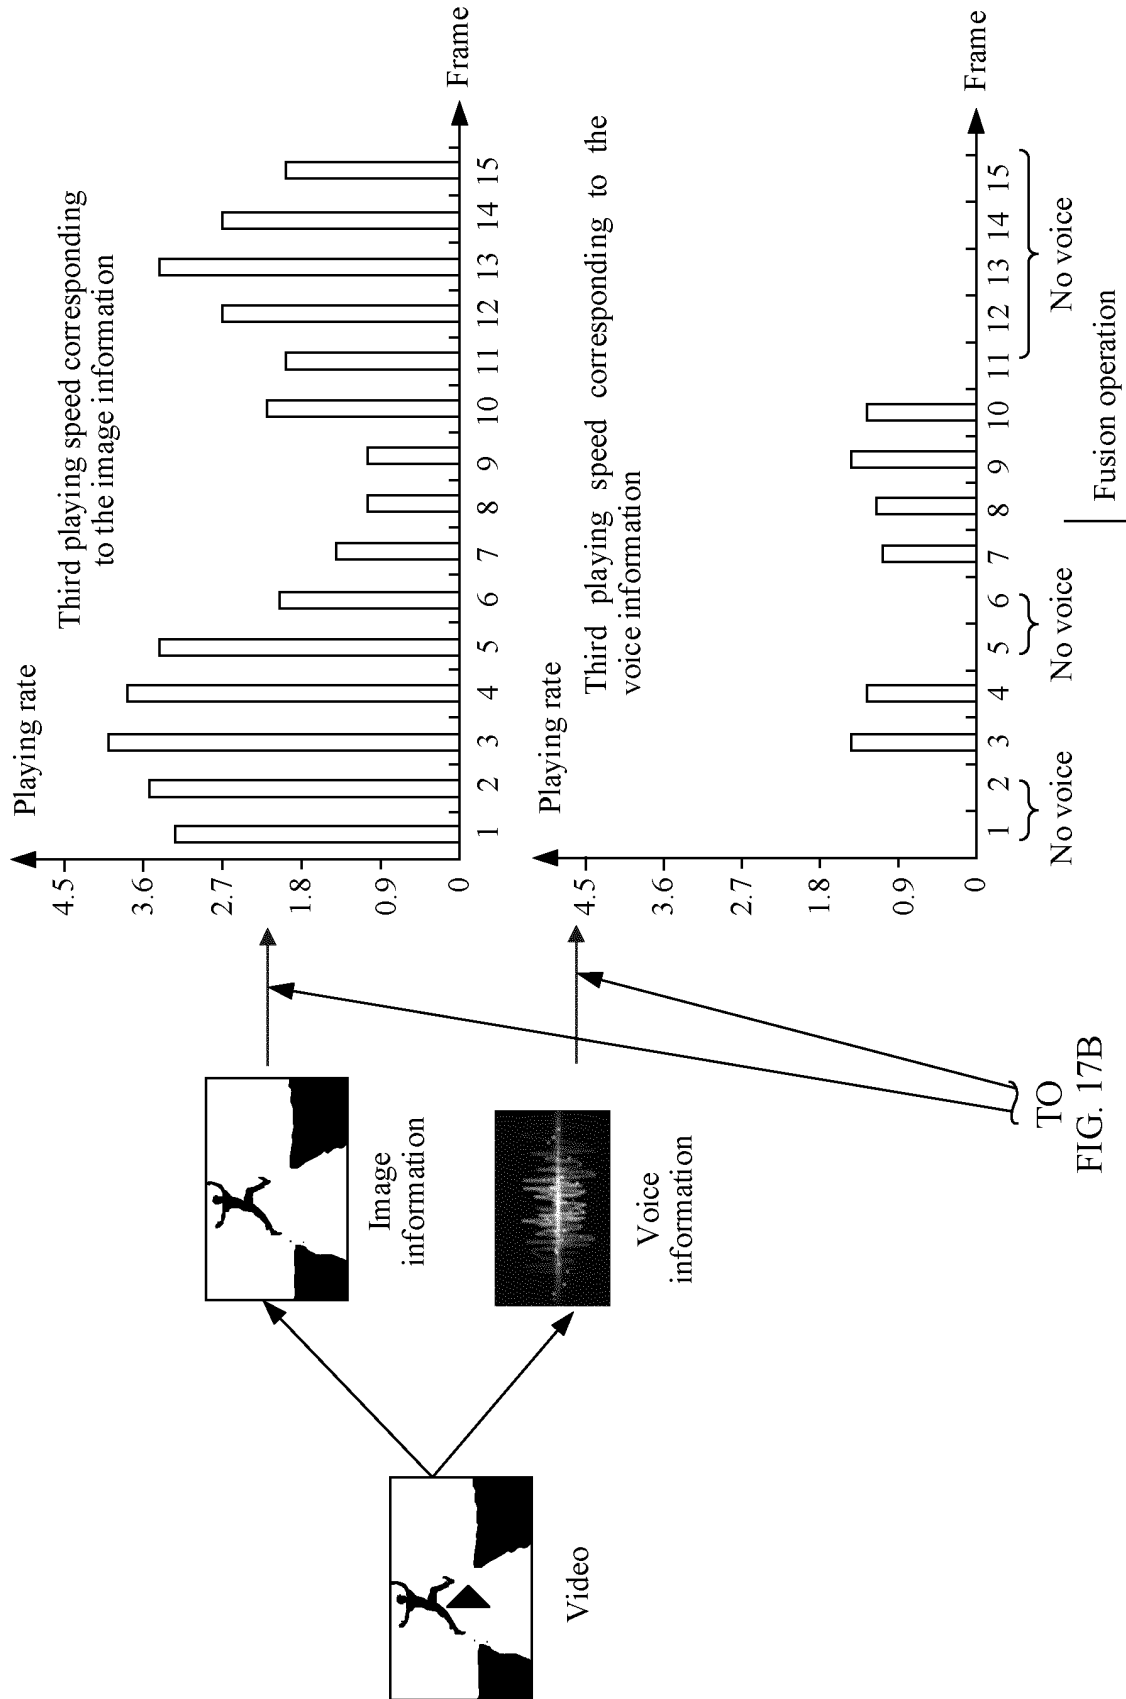 Video
Image
information
Voice
information
Playing rate
Third playing speed corresponding
to the image information
4.5
3.6
2.7
1.8
0.9
0
1 2 3 4 5 6 7 8 9 10 11 12 13 14 15
Frame
Playing rate
Third playing speed corresponding to the
voice information
4.5
3.6
2.7
1.8
0.9
0
1 2 3 4 5 6 7 8 9 10 11 12 13 14 15
Frame
No voice
No voice
No voice
Fusion operation
TO
FIG. 17B